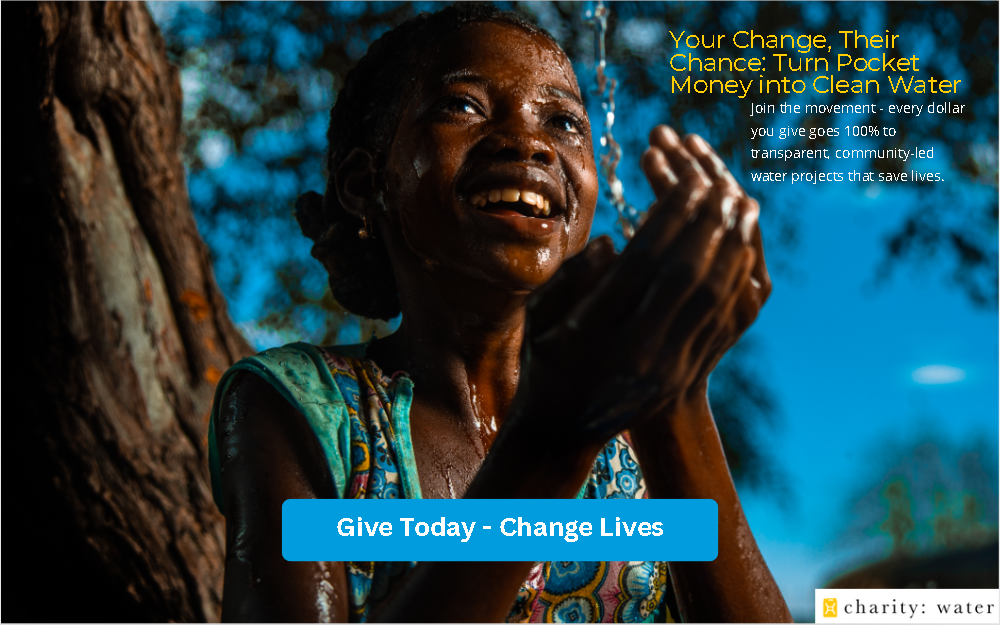 Your Change, Their
Chance: Turn Pocket
Money into Clean Water
Join the movement - every dollar
you give goes 100% to
transparent, community-led
water projects that save lives.
Give Today - Change Lives
charity: water